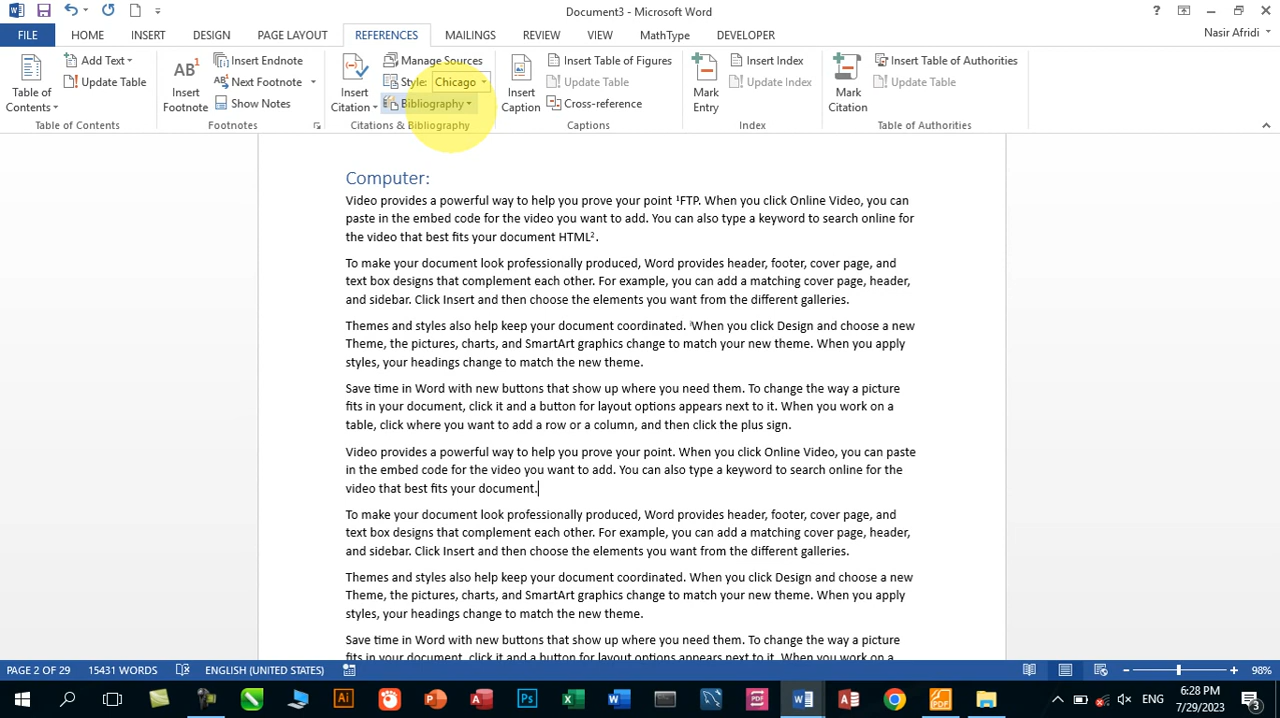 Document3 - Microsoft Word
FILE HOME INSERT DESIGN PAGE LAYOUT REFERENCES MAILINGS REVIEW VIEW MathType DEVELOPER Nasir Afridi
Table of Contents
Add Text
Update Table
Table of Contents
AB¹
Insert Footnote
Insert Endnote
Next Footnote
Show Notes
Footnotes
Insert Citation
Manage Sources
Style: Chicago
Bibliography
Citations & Bibliography
Insert Caption
Insert Table of Figures
Update Table
Cross-reference
Captions
Mark Entry
Insert Index
Update Index
Index
Mark Citation
Insert Table of Authorities
Update Table
Table of Authorities
Computer:
Video provides a powerful way to help you prove your point ¹FTP. When you click Online Video, you can
paste in the embed code for the video you want to add. You can also type a keyword to search online for
the video that best fits your document HTML².
To make your document look professionally produced, Word provides header, footer, cover page, and
text box designs that complement each other. For example, you can add a matching cover page, header,
and sidebar. Click Insert and then choose the elements you want from the different galleries.
Themes and styles also help keep your document coordinated. ⁱWhen you click Design and choose a new
Theme, the pictures, charts, and SmartArt graphics change to match your new theme. When you apply
styles, your headings change to match the new theme.
Save time in Word with new buttons that show up where you need them. To change the way a picture
fits in your document, click it and a button for layout options appears next to it. When you work on a
table, click where you want to add a row or a column, and then click the plus sign.
Video provides a powerful way to help you prove your point. When you click Online Video, you can paste
in the embed code for the video you want to add. You can also type a keyword to search online for the
video that best fits your document.
To make your document look professionally produced, Word provides header, footer, cover page, and
text box designs that complement each other. For example, you can add a matching cover page, header,
and sidebar. Click Insert and then choose the elements you want from the different galleries.
Themes and styles also help keep your document coordinated. When you click Design and choose a new
Theme, the pictures, charts, and SmartArt graphics change to match your new theme. When you apply
styles, your headings change to match the new theme.
Save time in Word with new buttons that show up where you need them. To change the way a picture
fits in your document, click it and a button for layout options appears next to it. When you work on a
PAGE 2 OF 29 15431 WORDS ENGLISH (UNITED STATES) 98%
ENG
6:28 PM
7/29/2023